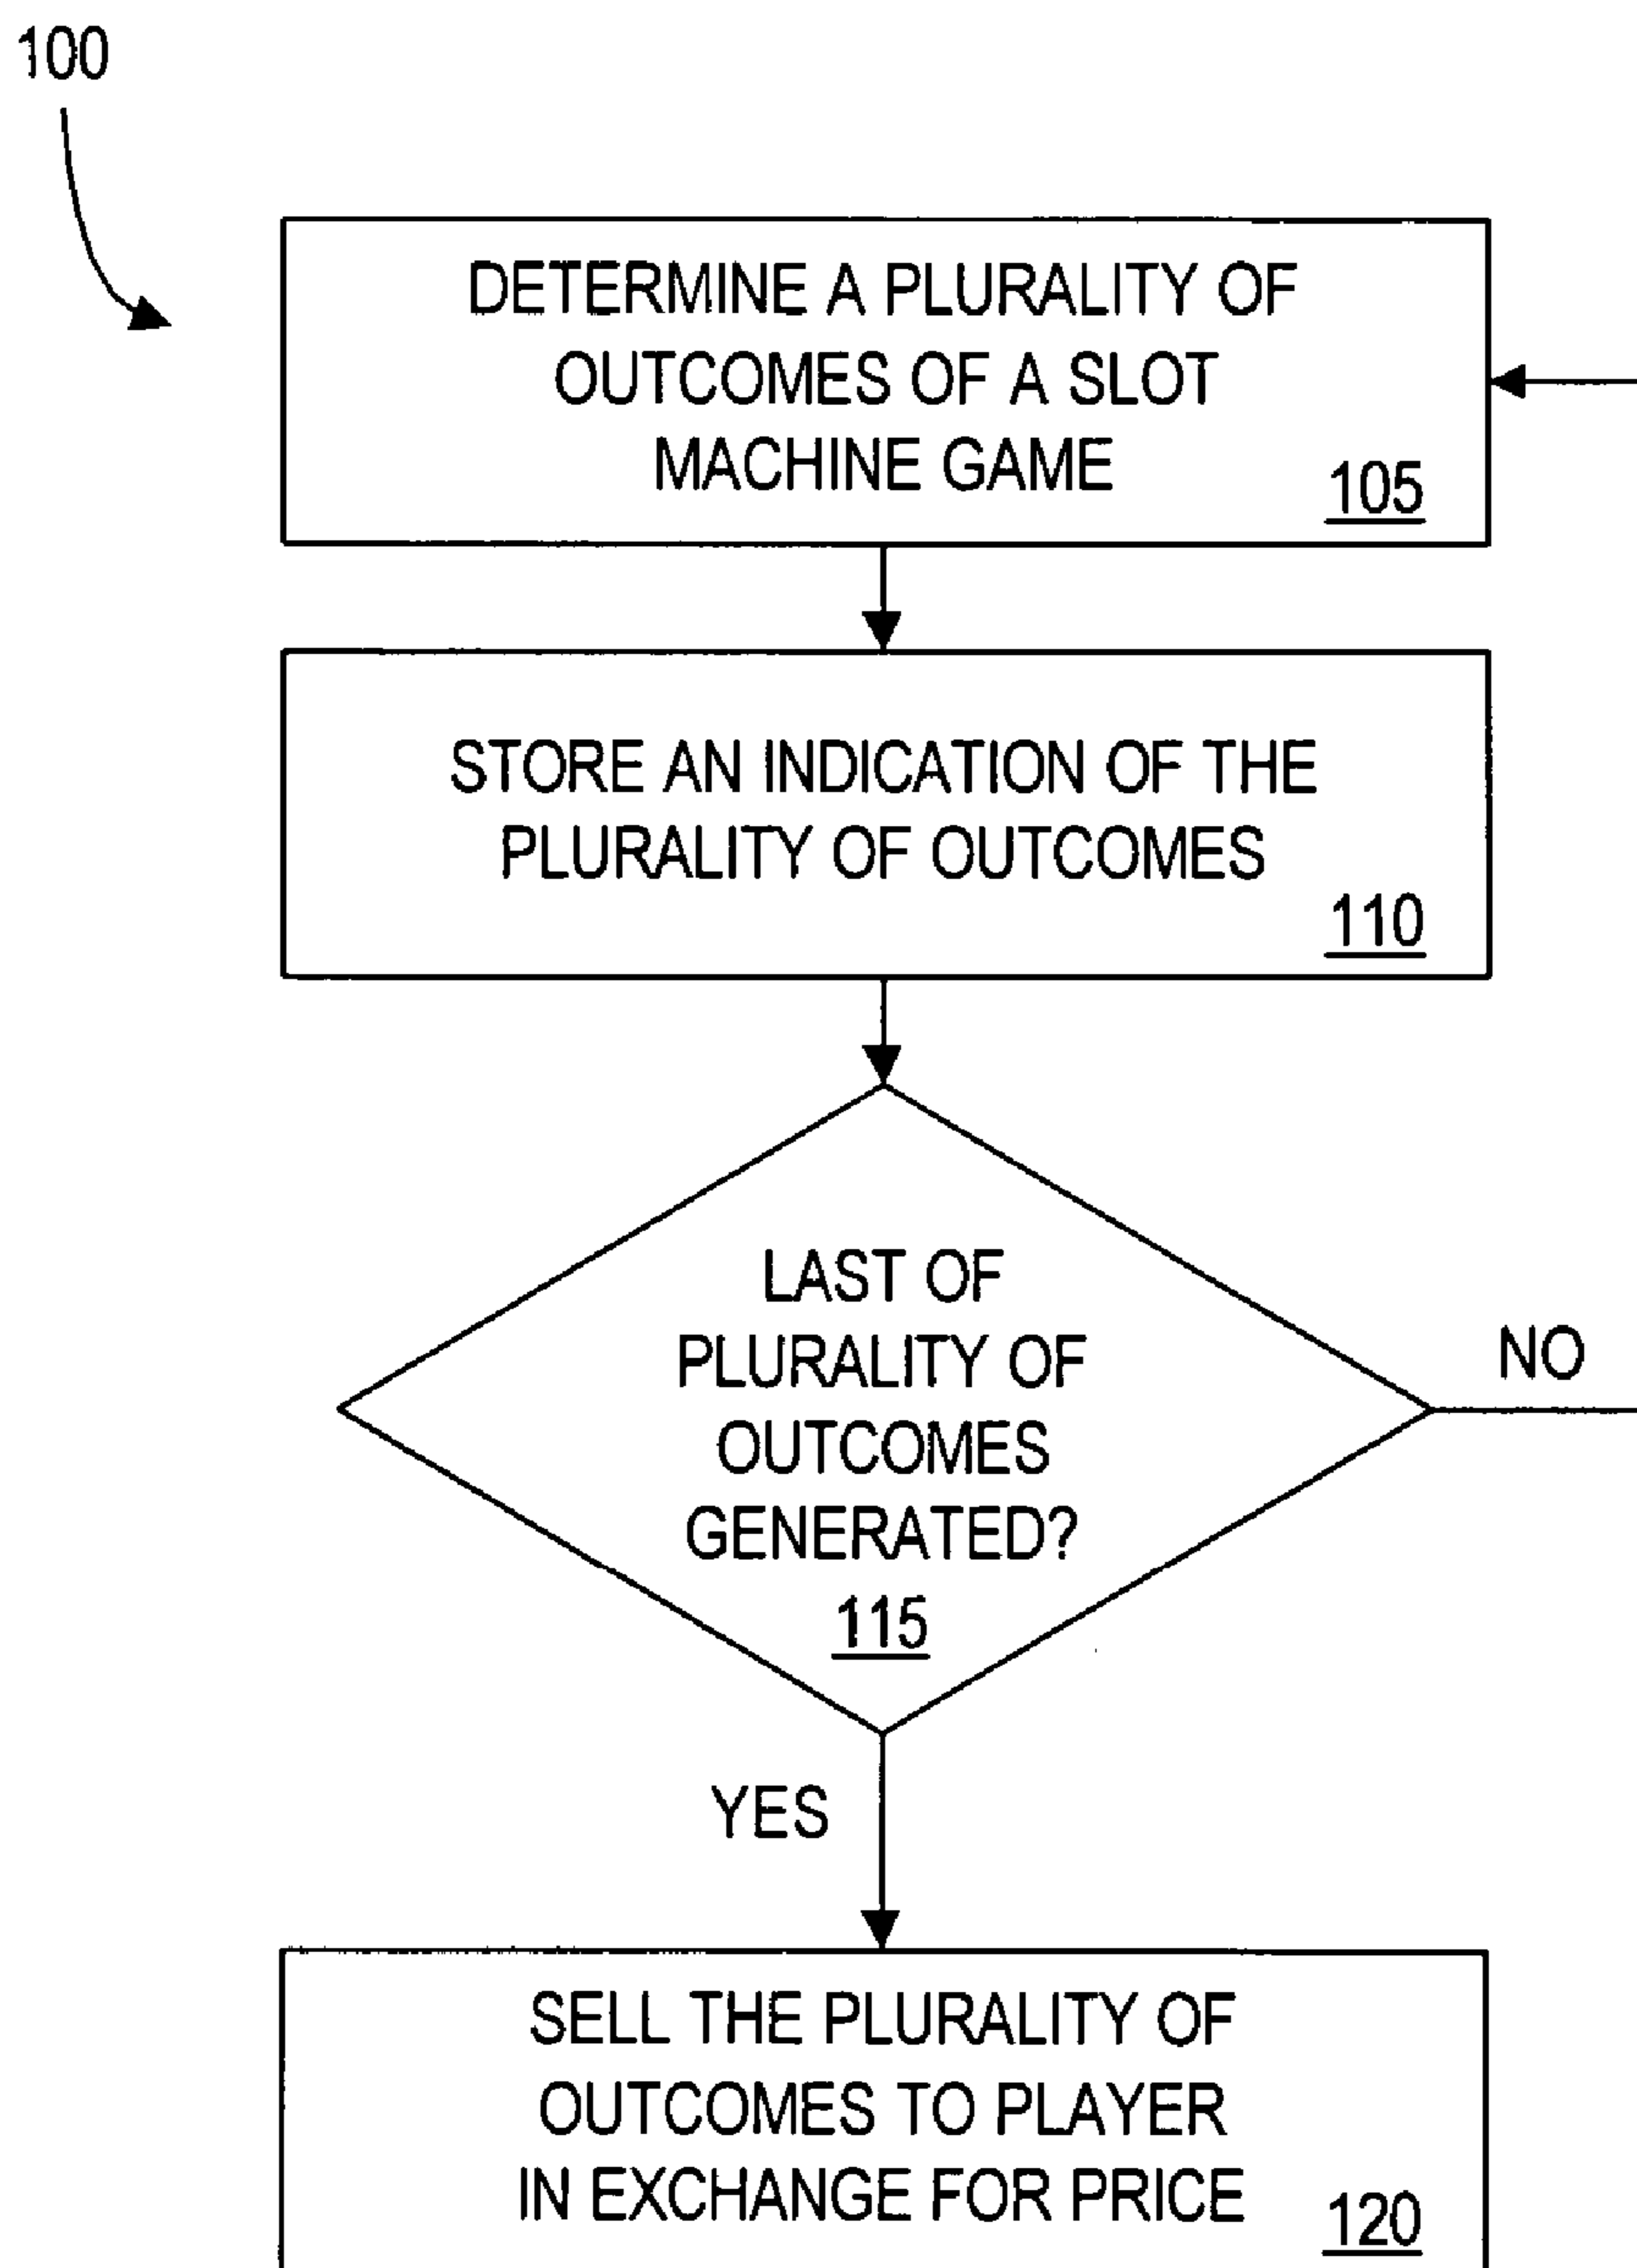 100
DETERMINE A PLURALITY OF
OUTCOMES OF A SLOT
MACHINE GAME
105
STORE AN INDICATION OF THE
PLURALITY OF OUTCOMES
110
LAST OF
PLURALITY OF
OUTCOMES
GENERATED?
115
NO
YES
SELL THE PLURALITY OF
OUTCOMES TO PLAYER
IN EXCHANGE FOR PRICE
120